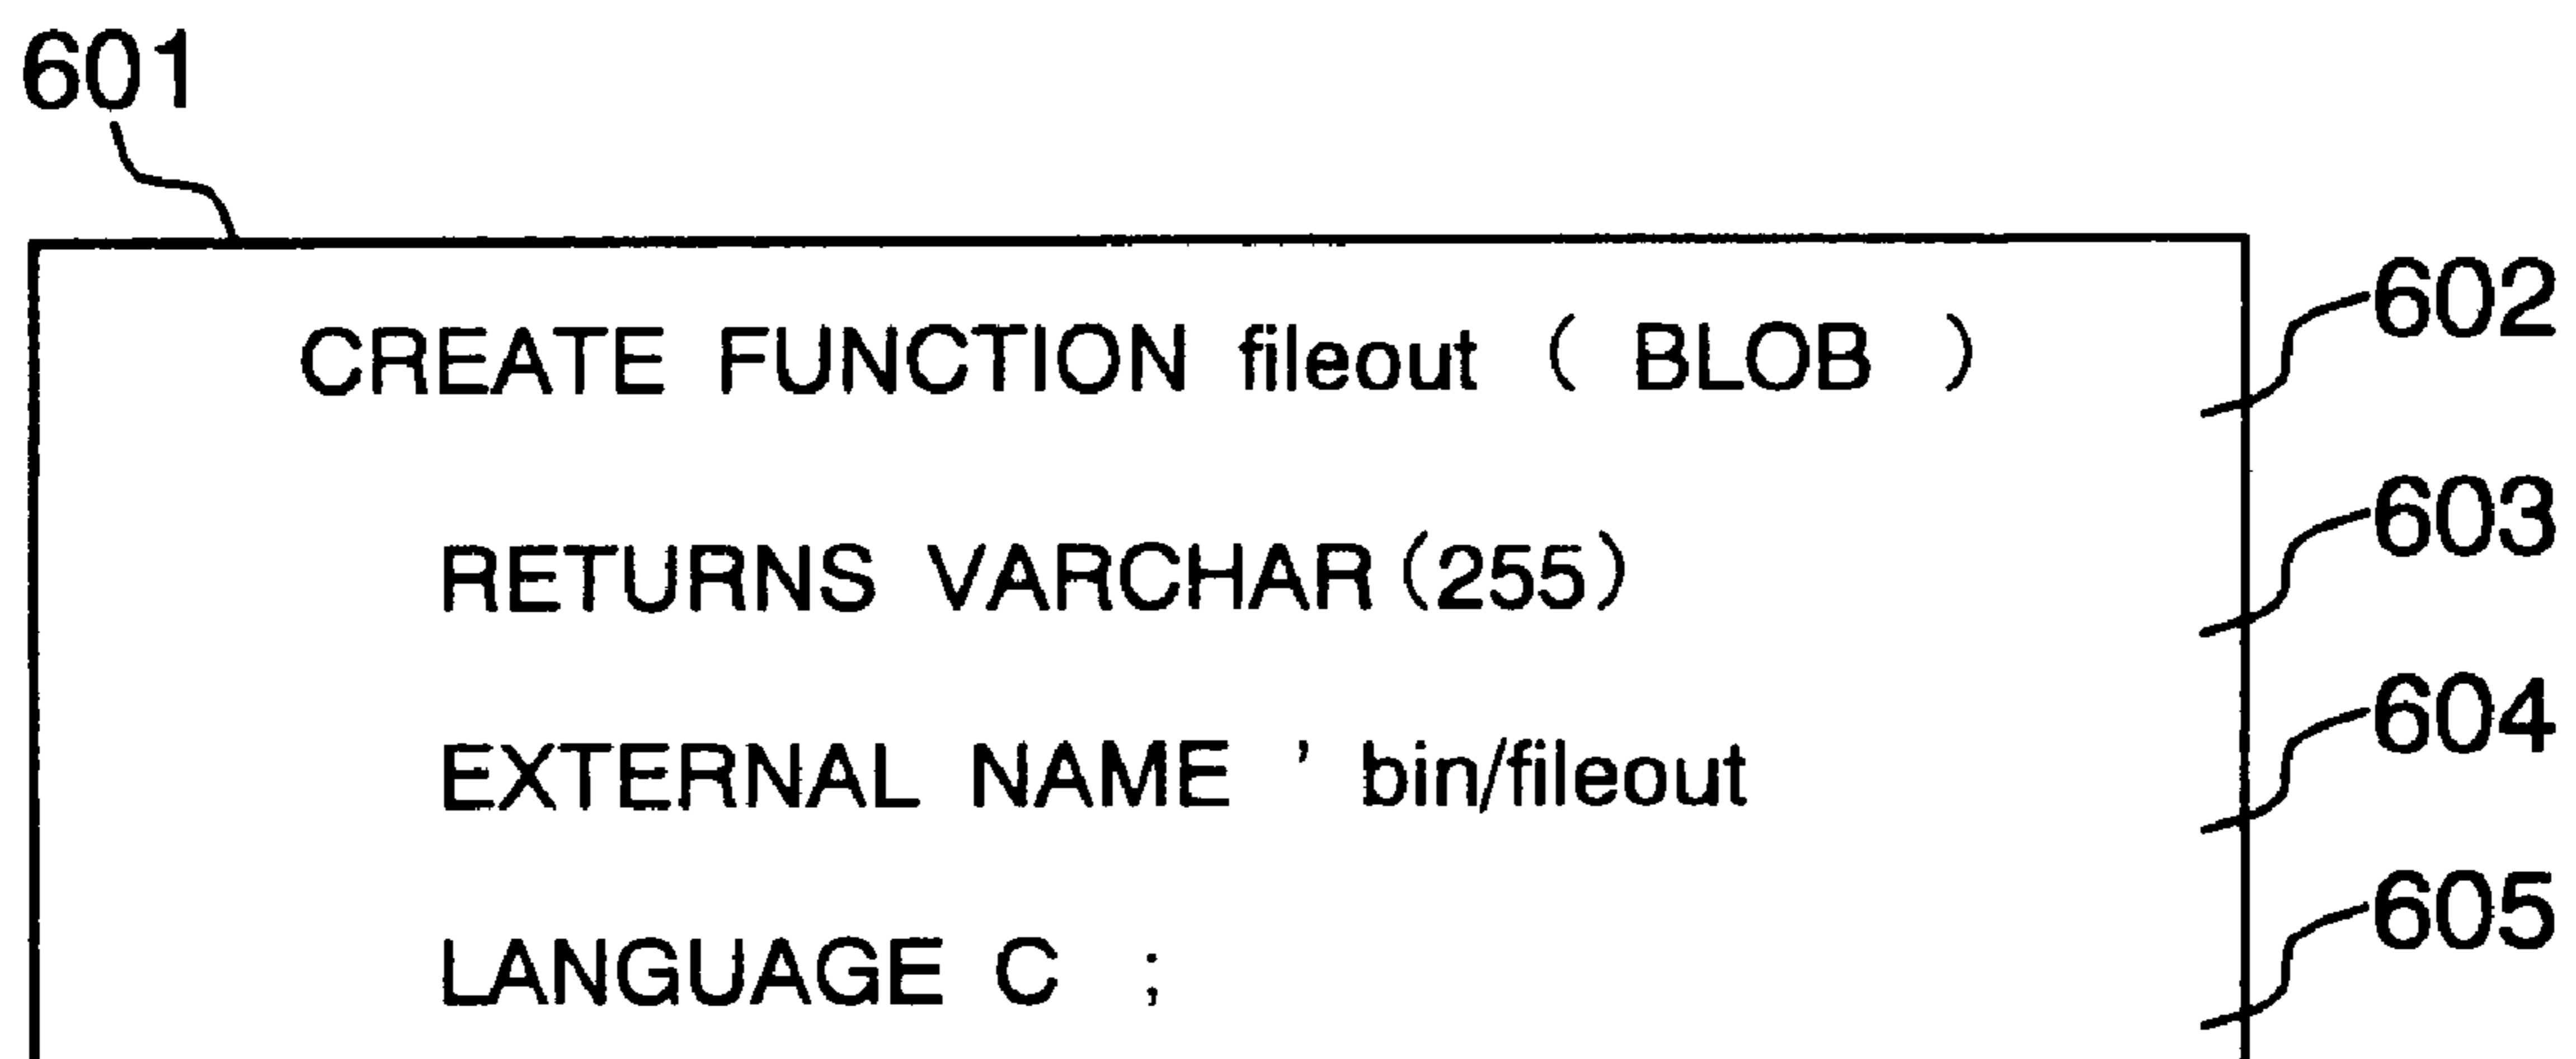 601
CREATE FUNCTION fileout ( BLOB )
602
RETURNS VARCHAR (255)
603
EXTERNAL NAME ' bin/fileout
604
LANGUAGE C ;
605